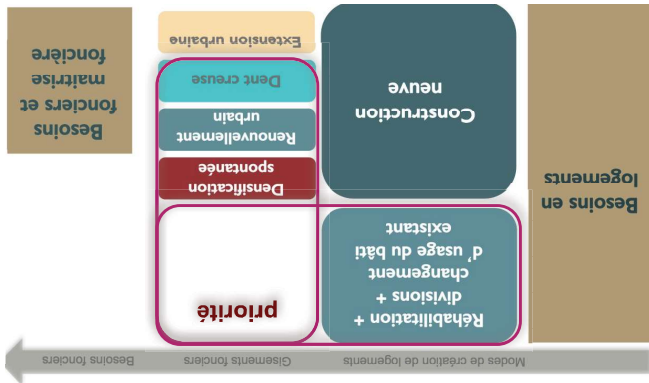 Modes de création de logements
Gisements fonciers
Besoins fonciers
Besoins en
logements
Réhabilitation +
divisions +
changement
d’usage du bâti
existant
priorité
Construction
neuve
Densification
spontanée
Renouvellement
urbain
Dent creuse
Extension urbaine
Besoins
fonciers et
maitrise
foncière